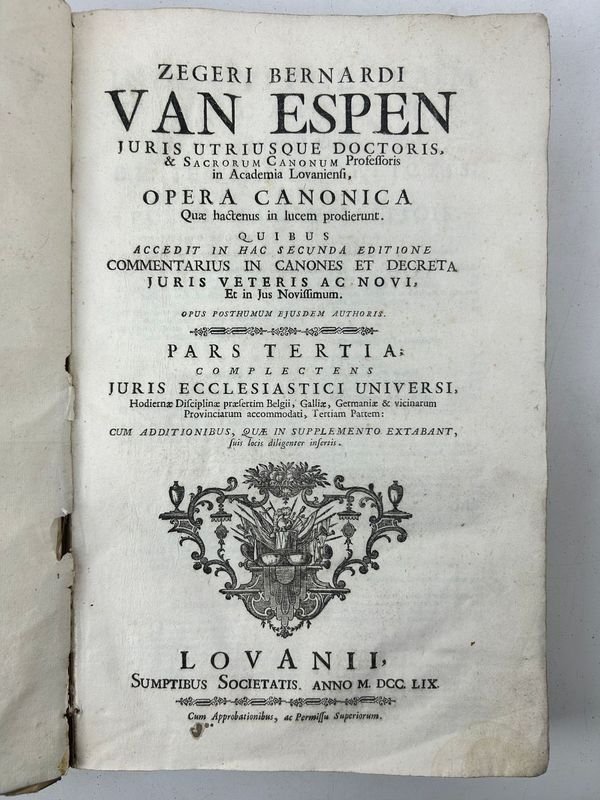 ZEGERI BERNARDI
VAN ESPEN
JURIS UTRIUSQUE DOCTORIS,
& SACRORUM CANONUM Profeſſoris
in Academia Lovanienſi,
OPERA CANONICA
Quæ hactenus in lucem prodierunt.
QUIBUS
ACCEDIT IN HAC SECUNDA EDITIONE
COMMENTARIUS IN CANONES ET DECRETA
JURIS VETERIS AC NOVI,
Et in Jus Noviſſimum.
OPUS POSTHUMUM EJUSDEM AUTHORIS.
PARS TERTIA;
COMPLECTENS
JURIS ECCLESIASTICI UNIVERSI,
Hodiernæ Diſciplinæ præſertim Belgii, Galliæ, Germaniæ & vicinarum
Provinciarum accommodati, Tertiam Partem:
CUM ADDITIONIBUS, QUÆ IN SUPPLEMENTO EXTABANT,
ſuis locis diligenter inſertis.
LOVANII,
SUMPTIBUS SOCIETATIS. ANNO M. DCC. LIX.
Cum Approbationibus, ac Permiſſu Superiorum.